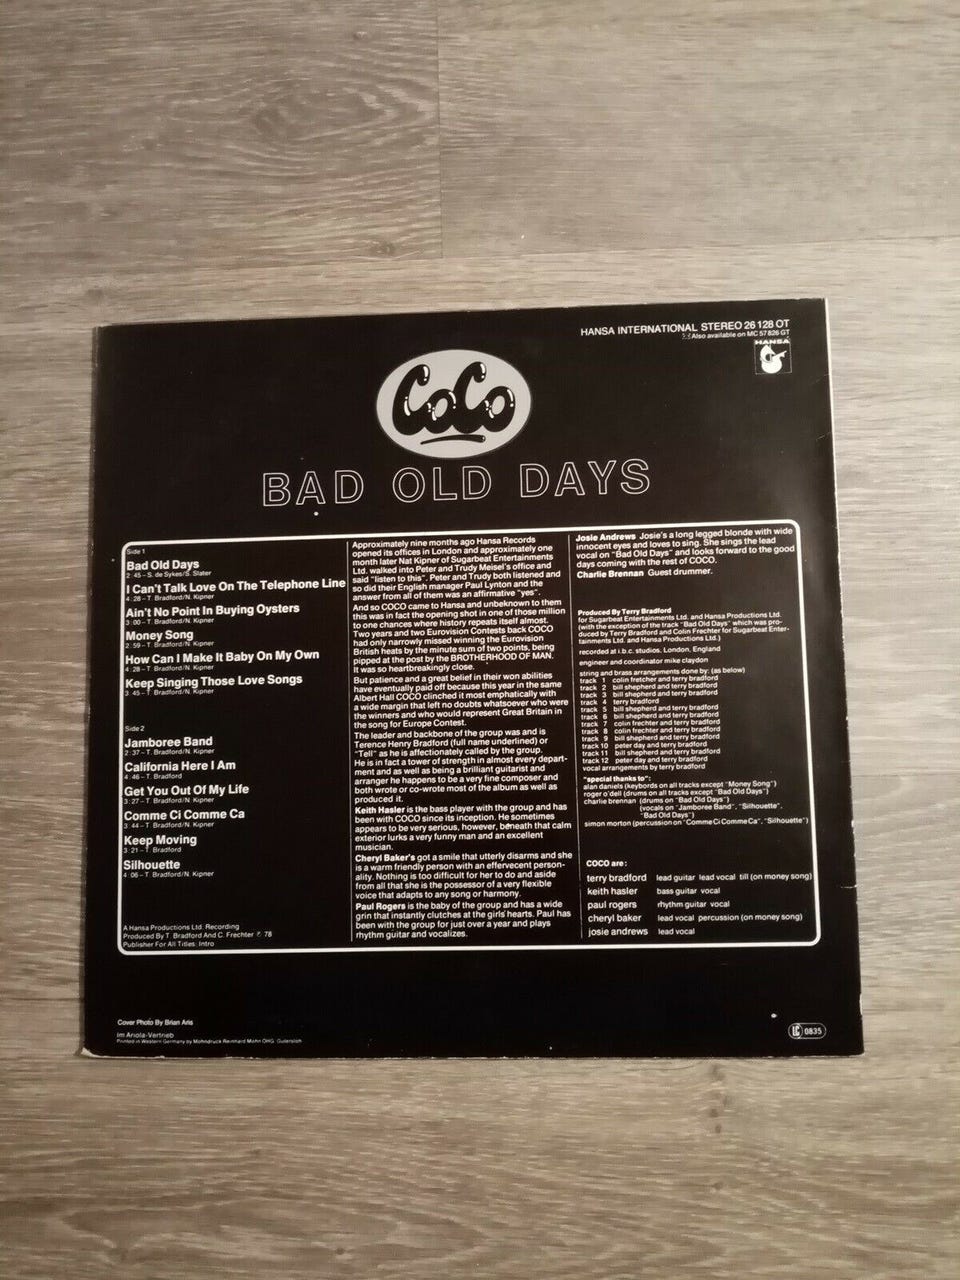 HANSA INTERNATIONAL STEREO 26 128 OT
Also available on MC 57 826 GT
HANSA
CoCo
BAD OLD DAYS
Side 1
Bad Old Days
2:45 – S. de Sykes/S. Slater
I Can't Talk Love On The Telephone Line
4:28 – T. Bradford/N. Kipner
Ain't No Point In Buying Oysters
3:00 – T. Bradford/N. Kipner
Money Song
2:59 – T. Bradford/N. Kipner
How Can I Make It Baby On My Own
4:28 – T. Bradford/N. Kipner
Keep Singing Those Love Songs
3:45 – T. Bradford/N. Kipner
Side 2
Jamboree Band
2:37 – T. Bradford/N. Kipner
California Here I Am
4:46 – T. Bradford
Get You Out Of My Life
3:27 – T. Bradford/N. Kipner
Comme Ci Comme Ca
3:44 – T. Bradford/N. Kipner
Keep Moving
3:21 – T. Bradford
Silhouette
4:06 – T. Bradford/N. Kipner
A Hansa Productions Ltd. Recording
Produced By T. Bradford And C. Frechter ℗ 78
Publisher For All Titles: Intro
Approximately nine months ago Hansa Records
opened its offices in London and approximately one
month later Nat Kipner of Sugarbeat Entertainments
Ltd. walked into Peter and Trudy Meisel's office and
said "listen to this". Peter and Trudy both listened and
so did their English manager Paul Lynton and the
answer from all of them was an affirmative "yes".
And so COCO came to Hansa and unbeknown to them
this was in fact the opening shot in one of those million
to one chances where history repeats itself almost.
Two years and two Eurovision Contests back COCO
had only narrowly missed winning the Eurovision
British heats by the minute sum of two points, being
pipped at the post by the BROTHERHOOD OF MAN.
It was so heartbreakingly close.
But patience and a great belief in their won abilities
have eventually paid off because this year in the same
Albert Hall COCO clinched it most emphatically with
a wide margin that left no doubts whatsoever who were
the winners and who would represent Great Britain in
the song for Europe Contest.
The leader and backbone of the group was and is
Terence Henry Bradford (full name underlined) or
"Tell" as he is affectionately called by the group.
He is in fact a tower of strength in almost every depart-
ment and as well as being a brilliant guitarist and
arranger he happens to be a very fine composer and
both wrote or co-wrote most of the album as well as
produced it.
Keith Hasler is the bass player with the group and has
been with COCO since its inception. He sometimes
appears to be very serious, however, beneath that calm
exterior lurks a very funny man and an excellent
musician.
Cheryl Baker's got a smile that utterly disarms and she
is a warm friendly person with an effervescent person-
ality. Nothing is too difficult for her to do and aside
from all that she is the possessor of a very flexible
voice that adapts to any song or harmony.
Paul Rogers is the baby of the group and has a wide
grin that instantly clutches at the girls' hearts. Paul has
been with the group for just over a year and plays
rhythm guitar and vocalizes.
Josie Andrews Josie's a long legged blonde with wide
innocent eyes and loves to sing. She sings the lead
vocal on "Bad Old Days" and looks forward to the good
days coming with the rest of COCO.
Charlie Brennan Guest drummer.
Produced By Terry Bradford
for Sugarbeat Entertainments Ltd. and Hansa Productions Ltd.
(with the exception of the track "Bad Old Days" which was pro-
duced by Terry Bradford and Colin Frechter for Sugarbeat Enter-
tainments Ltd. and Hansa Productions Ltd.)
recorded at i.b.c. studios, London, England
engineer and coordinator mike claydon
string and brass arrangements done by: (as below)
track 1 colin fretcher and terry bradford
track 2 bill shepherd and terry bradford
track 3 bill shepherd and terry bradford
track 4 terry bradford
track 5 bill shepherd and terry bradford
track 6 bill shepherd and terry bradford
track 7 colin frechter and terry bradford
track 8 colin frechter and terry bradford
track 9 bill shepherd and terry bradford
track 10 peter day and terry bradford
track 11 bill shepherd and terry bradford
track 12 peter day and terry bradford
vocal arrangements by terry bradford
"special thanks to":
alan daniels (keybords on all tracks except "Money Song")
roger o'dell (drums on all tracks except "Bad Old Days")
charlie brennan (drums on "Bad Old Days")
(vocals on "Jamboree Band", "Silhouette",
"Bad Old Days")
simon morton (percussion on "Comme Ci Comme Ca", "Silhouette")
COCO are:
terry bradford lead guitar lead vocal till (on money song)
keith hasler bass guitar vocal
paul rogers rhythm guitar vocal
cheryl baker lead vocal percussion (on money song)
josie andrews lead vocal
Cover Photo By Brian Aris
im Ariola-Vertrieb
Printed in Western Germany by Mohndruck Reinhard Mohn OHG, Gütersloh
LC 0835